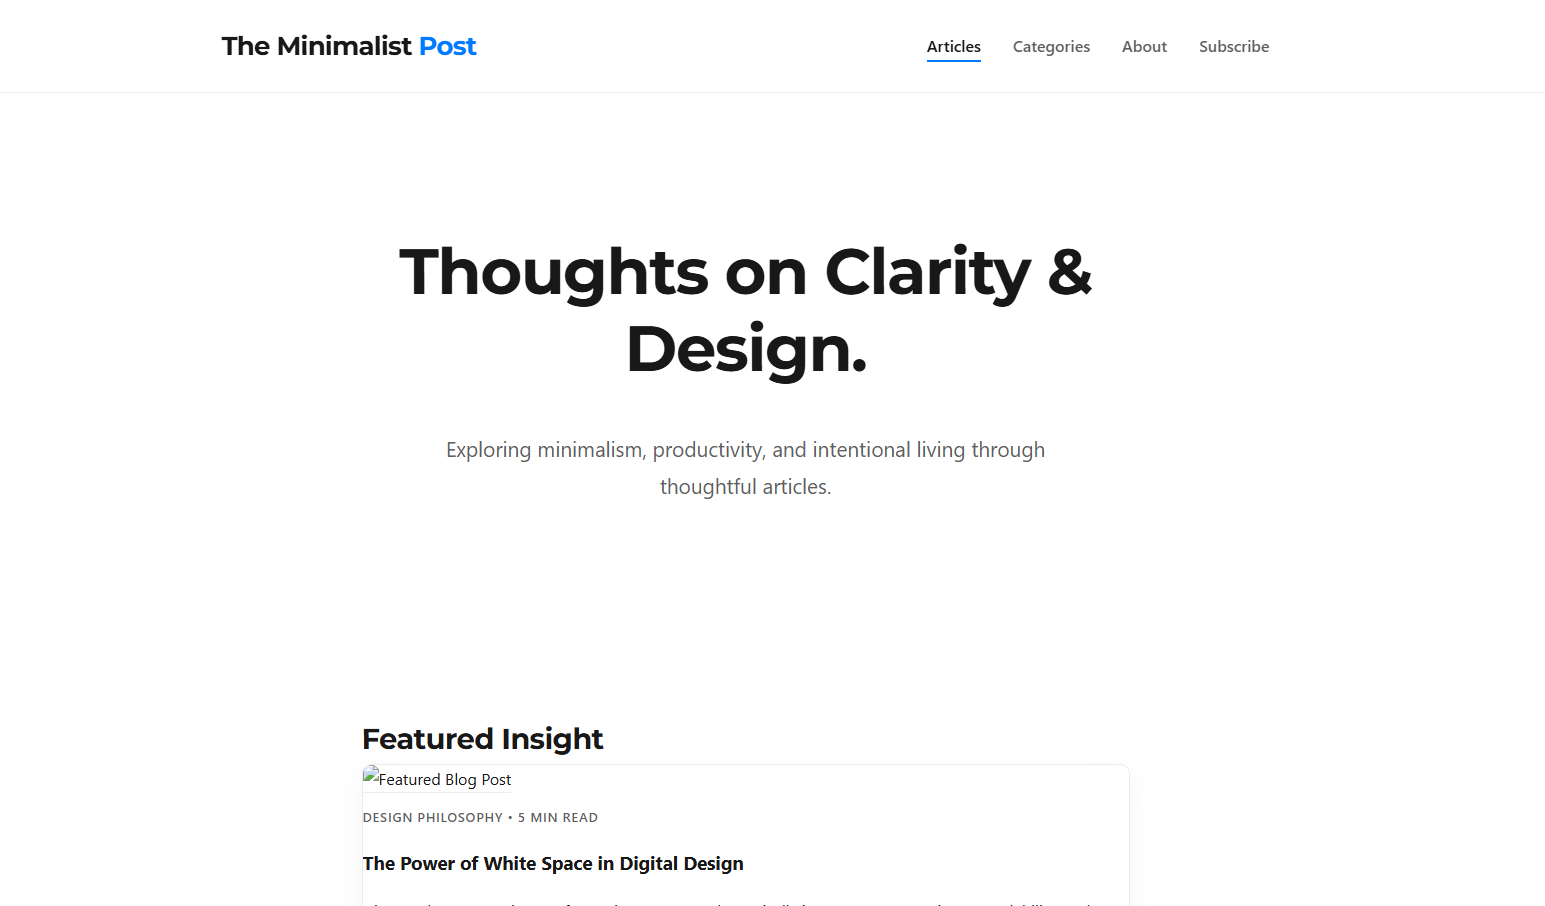 The Minimalist Post
Articles Categories About Subscribe
Thoughts on Clarity &
Design.
Exploring minimalism, productivity, and intentional living through
thoughtful articles.
Featured Insight
Featured Blog Post
DESIGN PHILOSOPHY • 5 MIN READ
The Power of White Space in Digital Design